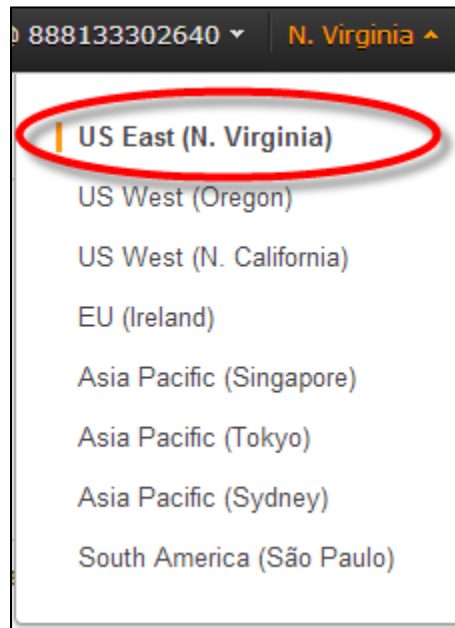 @ 888133302640 N. Virginia
US East (N. Virginia)
US West (Oregon)
US West (N. California)
EU (Ireland)
Asia Pacific (Singapore)
Asia Pacific (Tokyo)
Asia Pacific (Sydney)
South America (São Paulo)